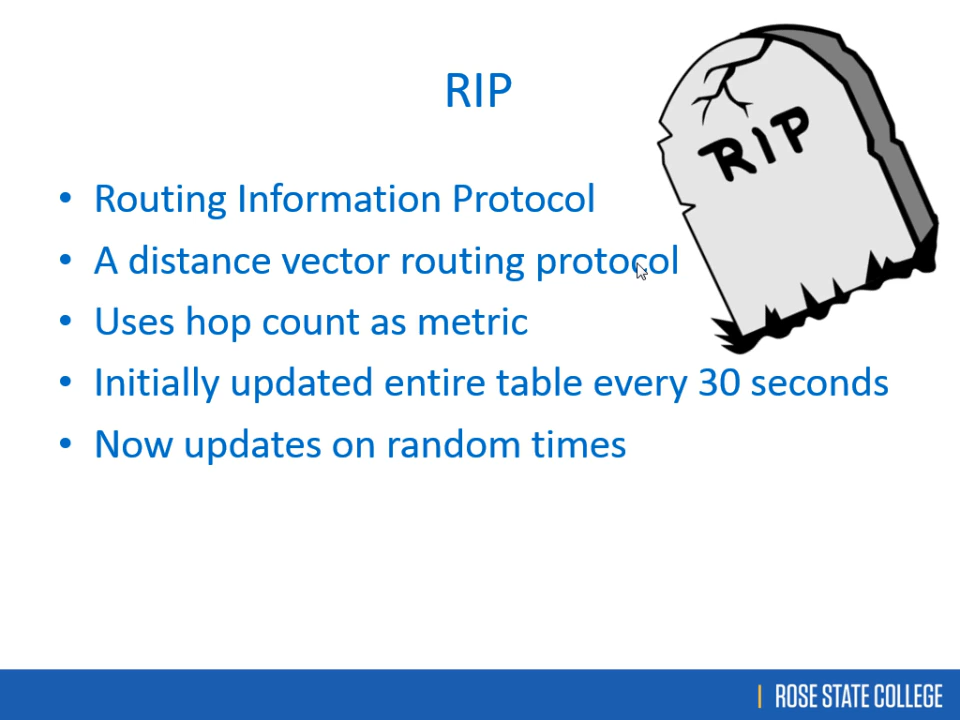 RIP
RIP
• Routing Information Protocol
• A distance vector routing protocol
• Uses hop count as metric
• Initially updated entire table every 30 seconds
• Now updates on random times
ROSE STATE COLLEGE